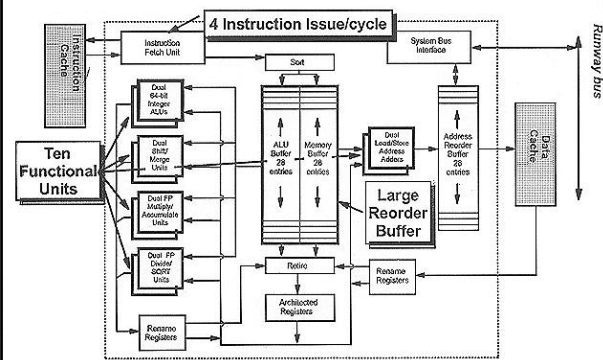 4 Instruction Issue/cycle
Instruction
Cache
Instruction
Fetch Unit
System Bus
Interface
Runway bus
Sort
Dual
64-bit
Integer
ALUs
Dual
Shift/
Merge
Units
Dual FP
Multiply/
Accumulate
Units
Dual FP
Divide/
SQRT
Units
Ten
Functional
Units
ALU
Buffer
28
entries
Memory
Buffer
28
entries
Dual
Load/Store
Address
Adders
Address
Reorder
Buffer
28
entries
Data
Cache
Large
Reorder
Buffer
Retire
Rename
Registers
Architected
Registers
Rename
Registers